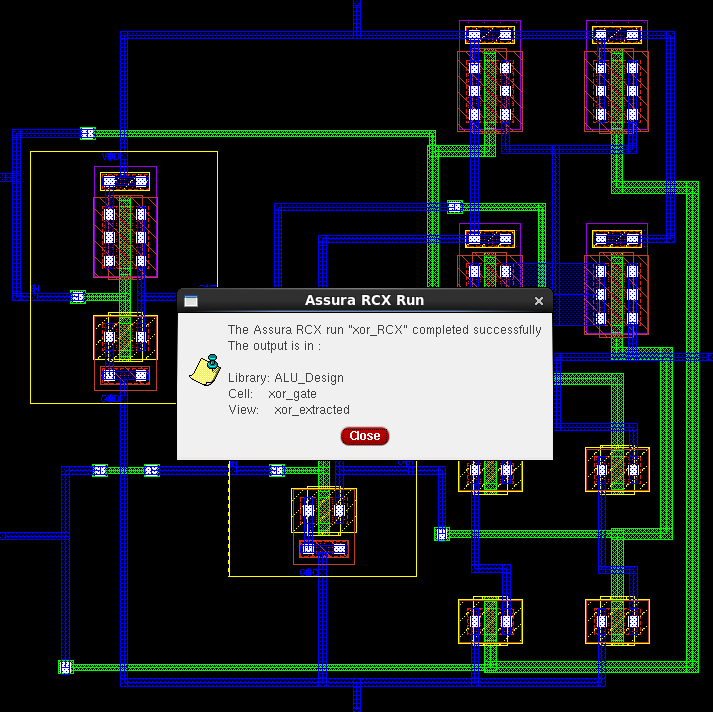 Assura RCX Run
The Assura RCX run "xor_RCX" completed successfully
The output is in :
Library: ALU_Design
Cell: xor_gate
View: xor_extracted
Close